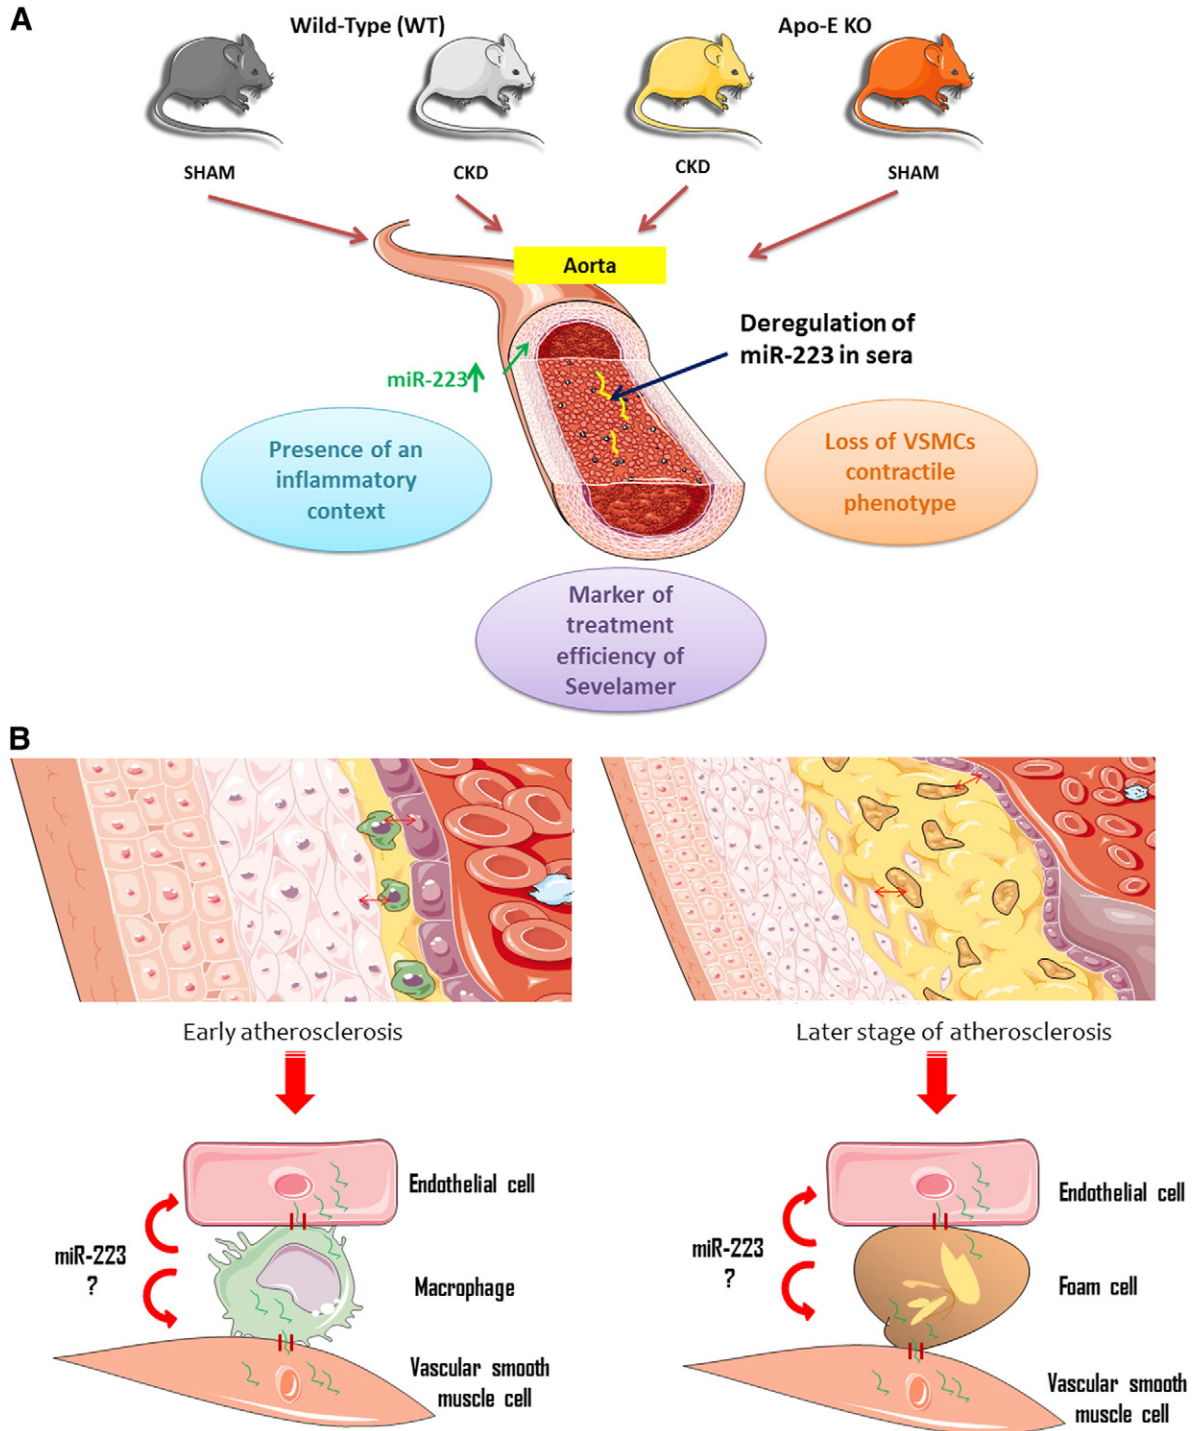 A
Wild-Type (WT)
Apo-E KO
SHAM
CKD
CKD
SHAM
Aorta
Deregulation of
miR-223 in sera
miR-223
Presence of an
inflammatory
context
Loss of VSMCs
contractile
phenotype
Marker of
treatment
efficiency of
Sevelamer
B
Early atherosclerosis
Later stage of atherosclerosis
Endothelial cell
miR-223
?
Macrophage
Vascular smooth
muscle cell
Endothelial cell
miR-223
?
Foam cell
Vascular smooth
muscle cell